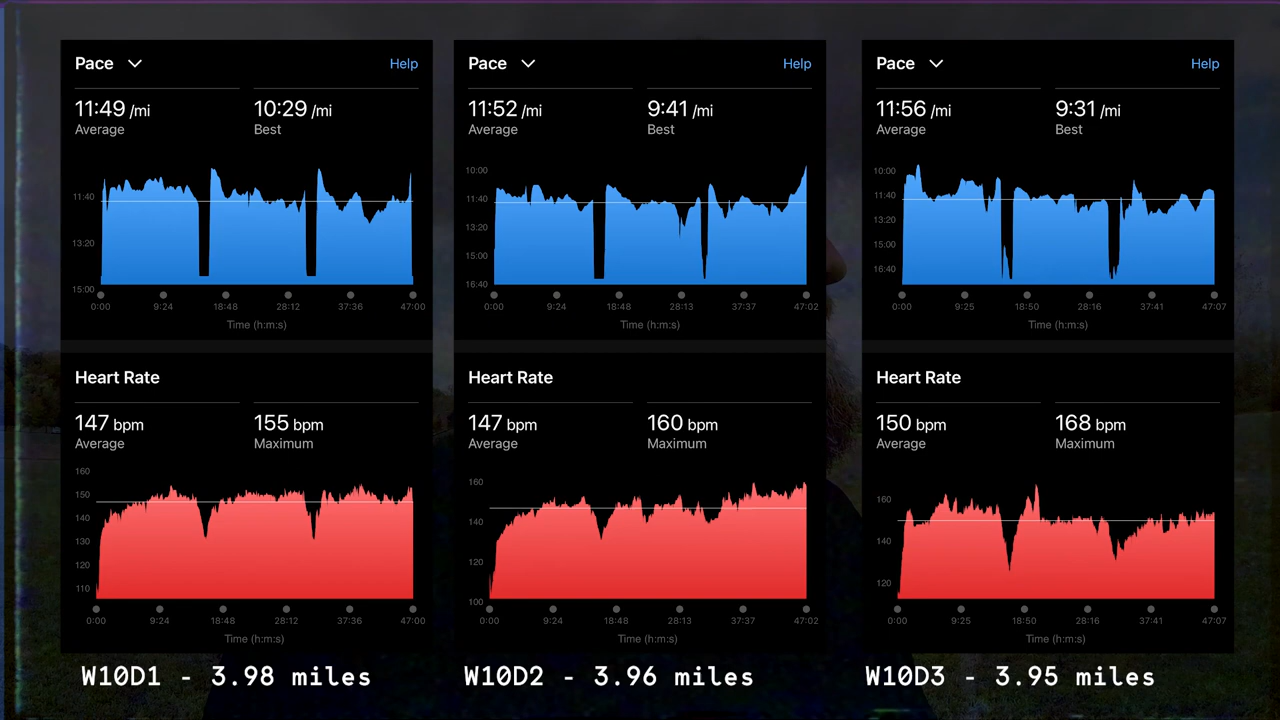 Pace Help
11:49 /mi 10:29 /mi
Average Best
11:40
13:20
15:00
0:00 9:24 18:48 28:12 37:36 47:00
Time (h:m:s)
Heart Rate
147 bpm 155 bpm
Average Maximum
160
150
140
130
120
110
0:00 9:24 18:48 28:12 37:36 47:00
Time (h:m:s)
W10D1 - 3.98 miles
Pace Help
11:52 /mi 9:41 /mi
Average Best
10:00
11:40
13:20
15:00
16:40
0:00 9:24 18:48 28:13 37:37 47:02
Time (h:m:s)
Heart Rate
147 bpm 160 bpm
Average Maximum
160
140
120
100
0:00 9:24 18:48 28:13 37:37 47:02
Time (h:m:s)
W10D2 - 3.96 miles
Pace Help
11:56 /mi 9:31 /mi
Average Best
10:00
11:40
13:20
15:00
16:40
0:00 9:25 18:50 28:16 37:41 47:07
Time (h:m:s)
Heart Rate
150 bpm 168 bpm
Average Maximum
160
140
120
0:00 9:25 18:50 28:16 37:41 47:07
Time (h:m:s)
W10D3 - 3.95 miles